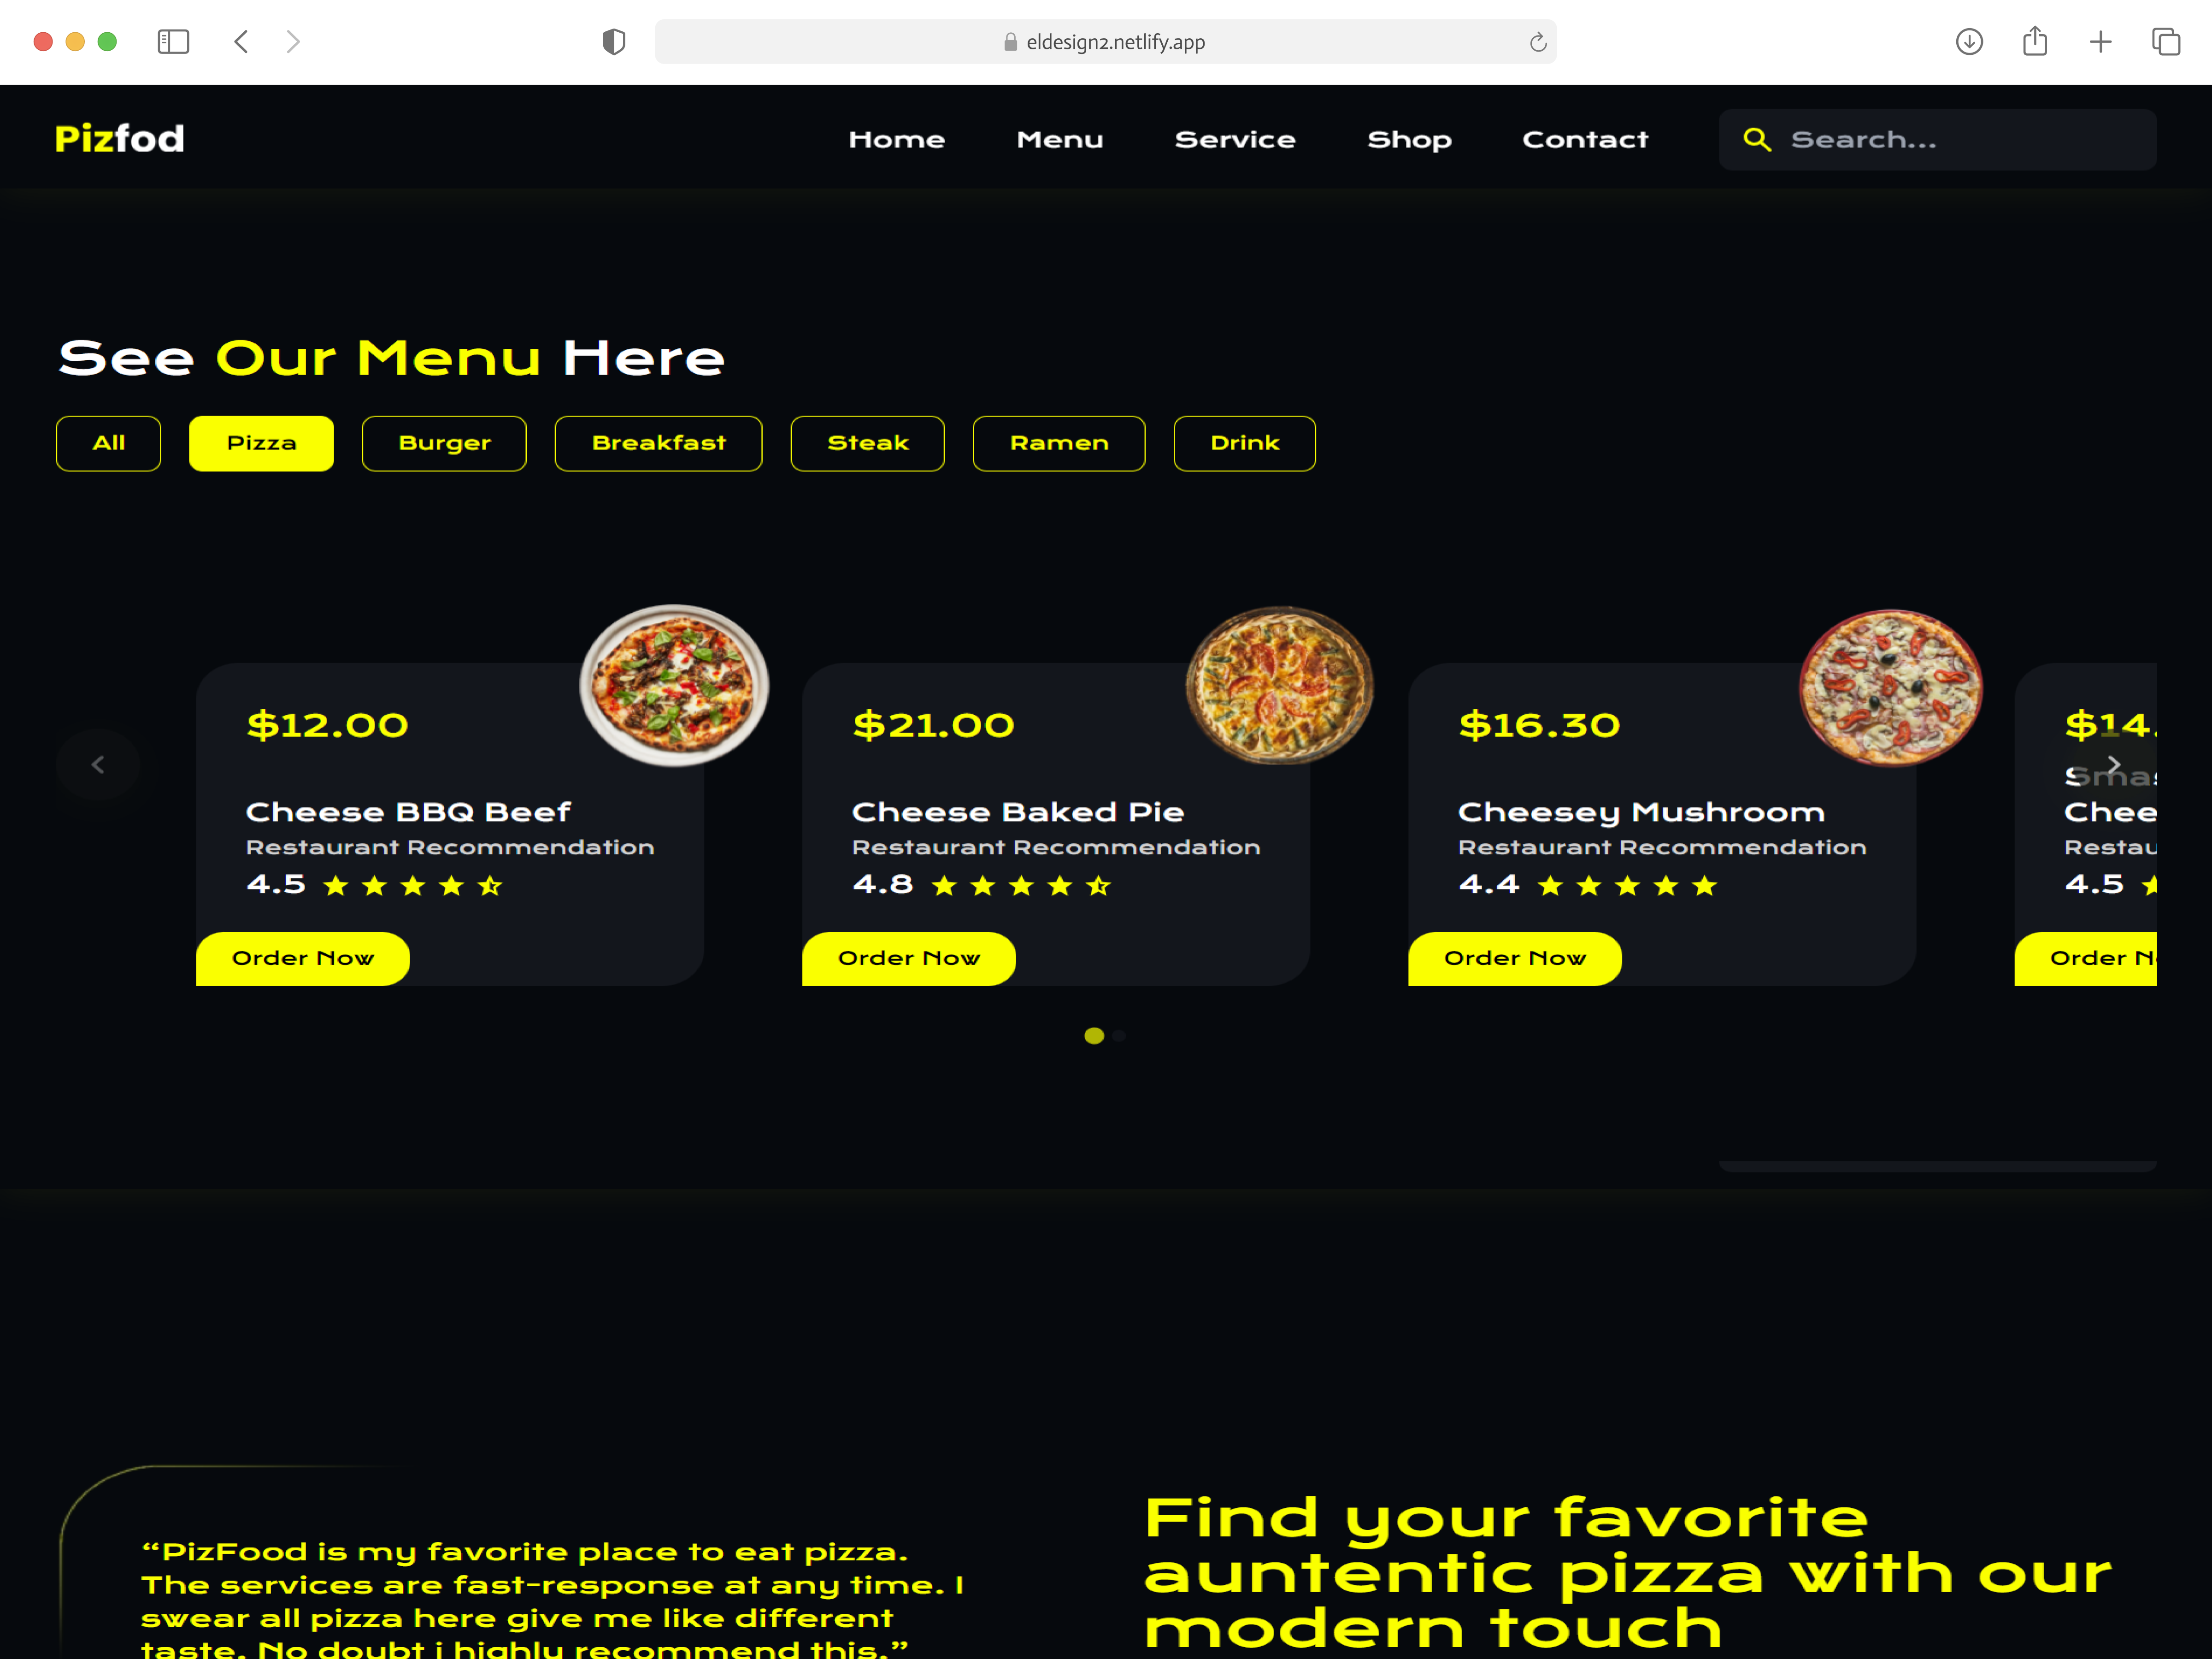 eldesign2.netlify.app
Pizfod
Home Menu Service Shop Contact Search...
See Our Menu Here
All Pizza Burger Breakfast Steak Ramen Drink
$12.00
Cheese BBQ Beef
Restaurant Recommendation
4.5
Order Now
$21.00
Cheese Baked Pie
Restaurant Recommendation
4.8
Order Now
$16.30
Cheesey Mushroom
Restaurant Recommendation
4.4
Order Now
$14.
Smas
Chee
Restau
4.5
Order N
“PizFood is my favorite place to eat pizza.
The services are fast-response at any time. I
swear all pizza here give me like different
taste. No doubt i highly recommend this.”
Find your favorite
auntentic pizza with our
modern touch